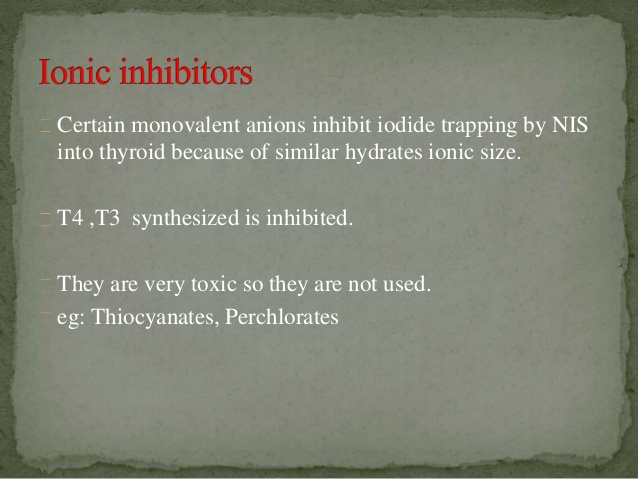 Ionic inhibitors
Certain monovalent anions inhibit iodide trapping by NIS
into thyroid because of similar hydrates ionic size.
T4 ,T3 synthesized is inhibited.
They are very toxic so they are not used.
eg: Thiocyanates, Perchlorates